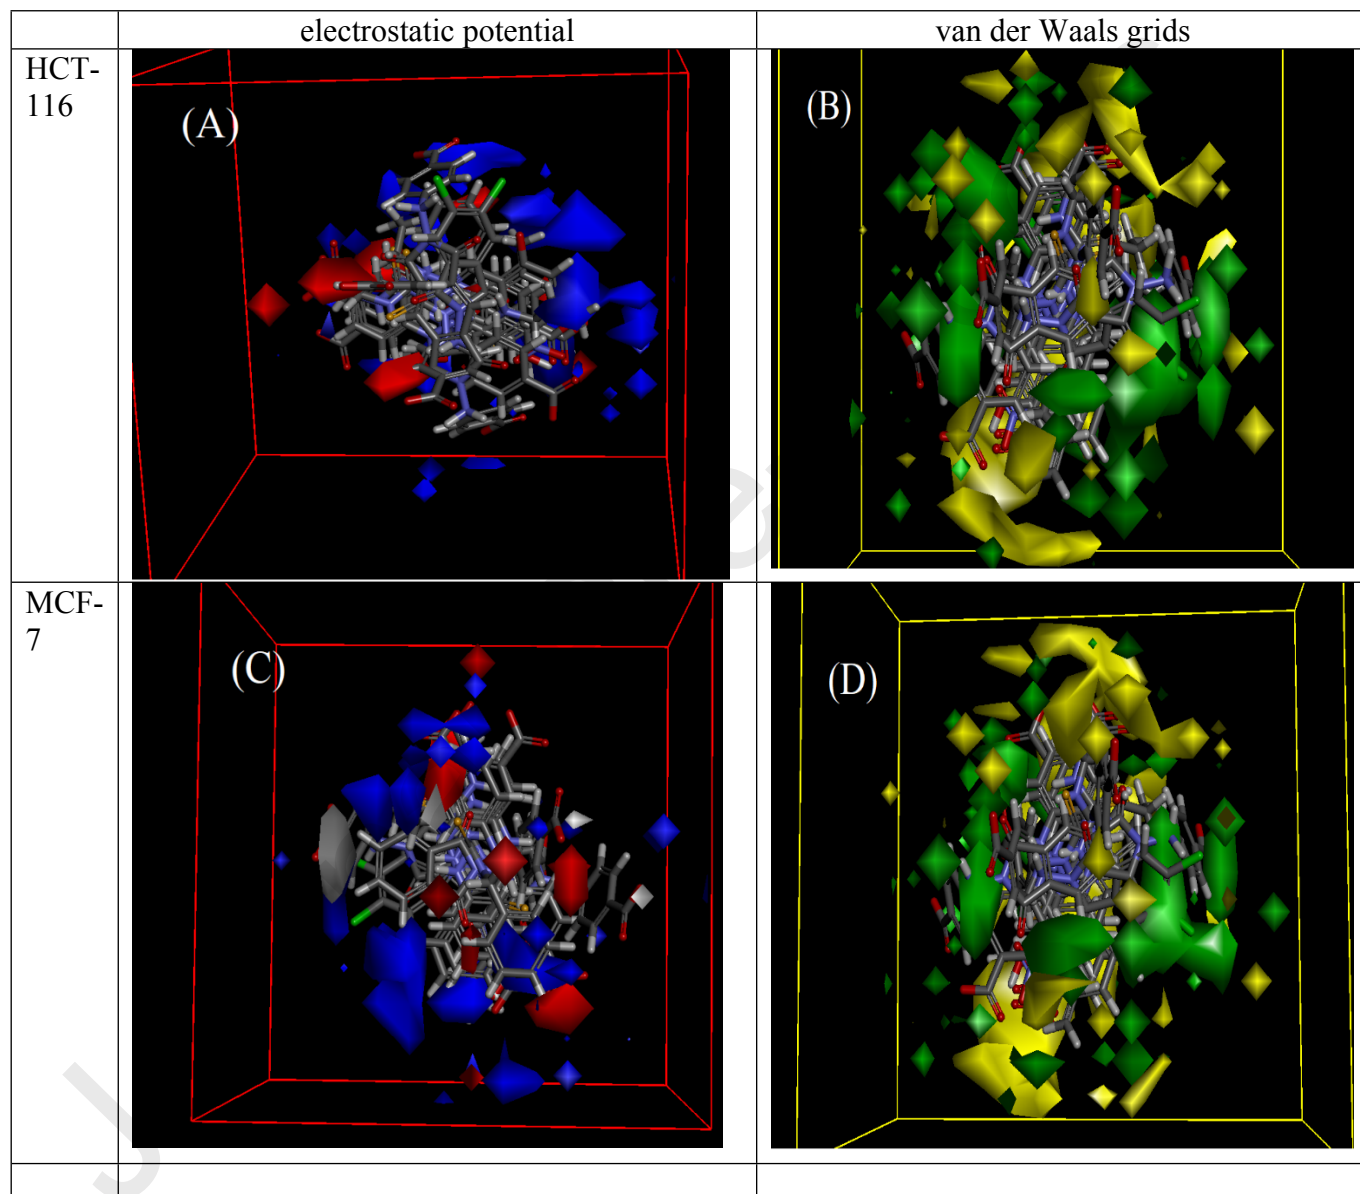 electrostatic potential
van der Waals grids
HCT-
116
(A)
(B)
MCF-
7
(C)
(D)